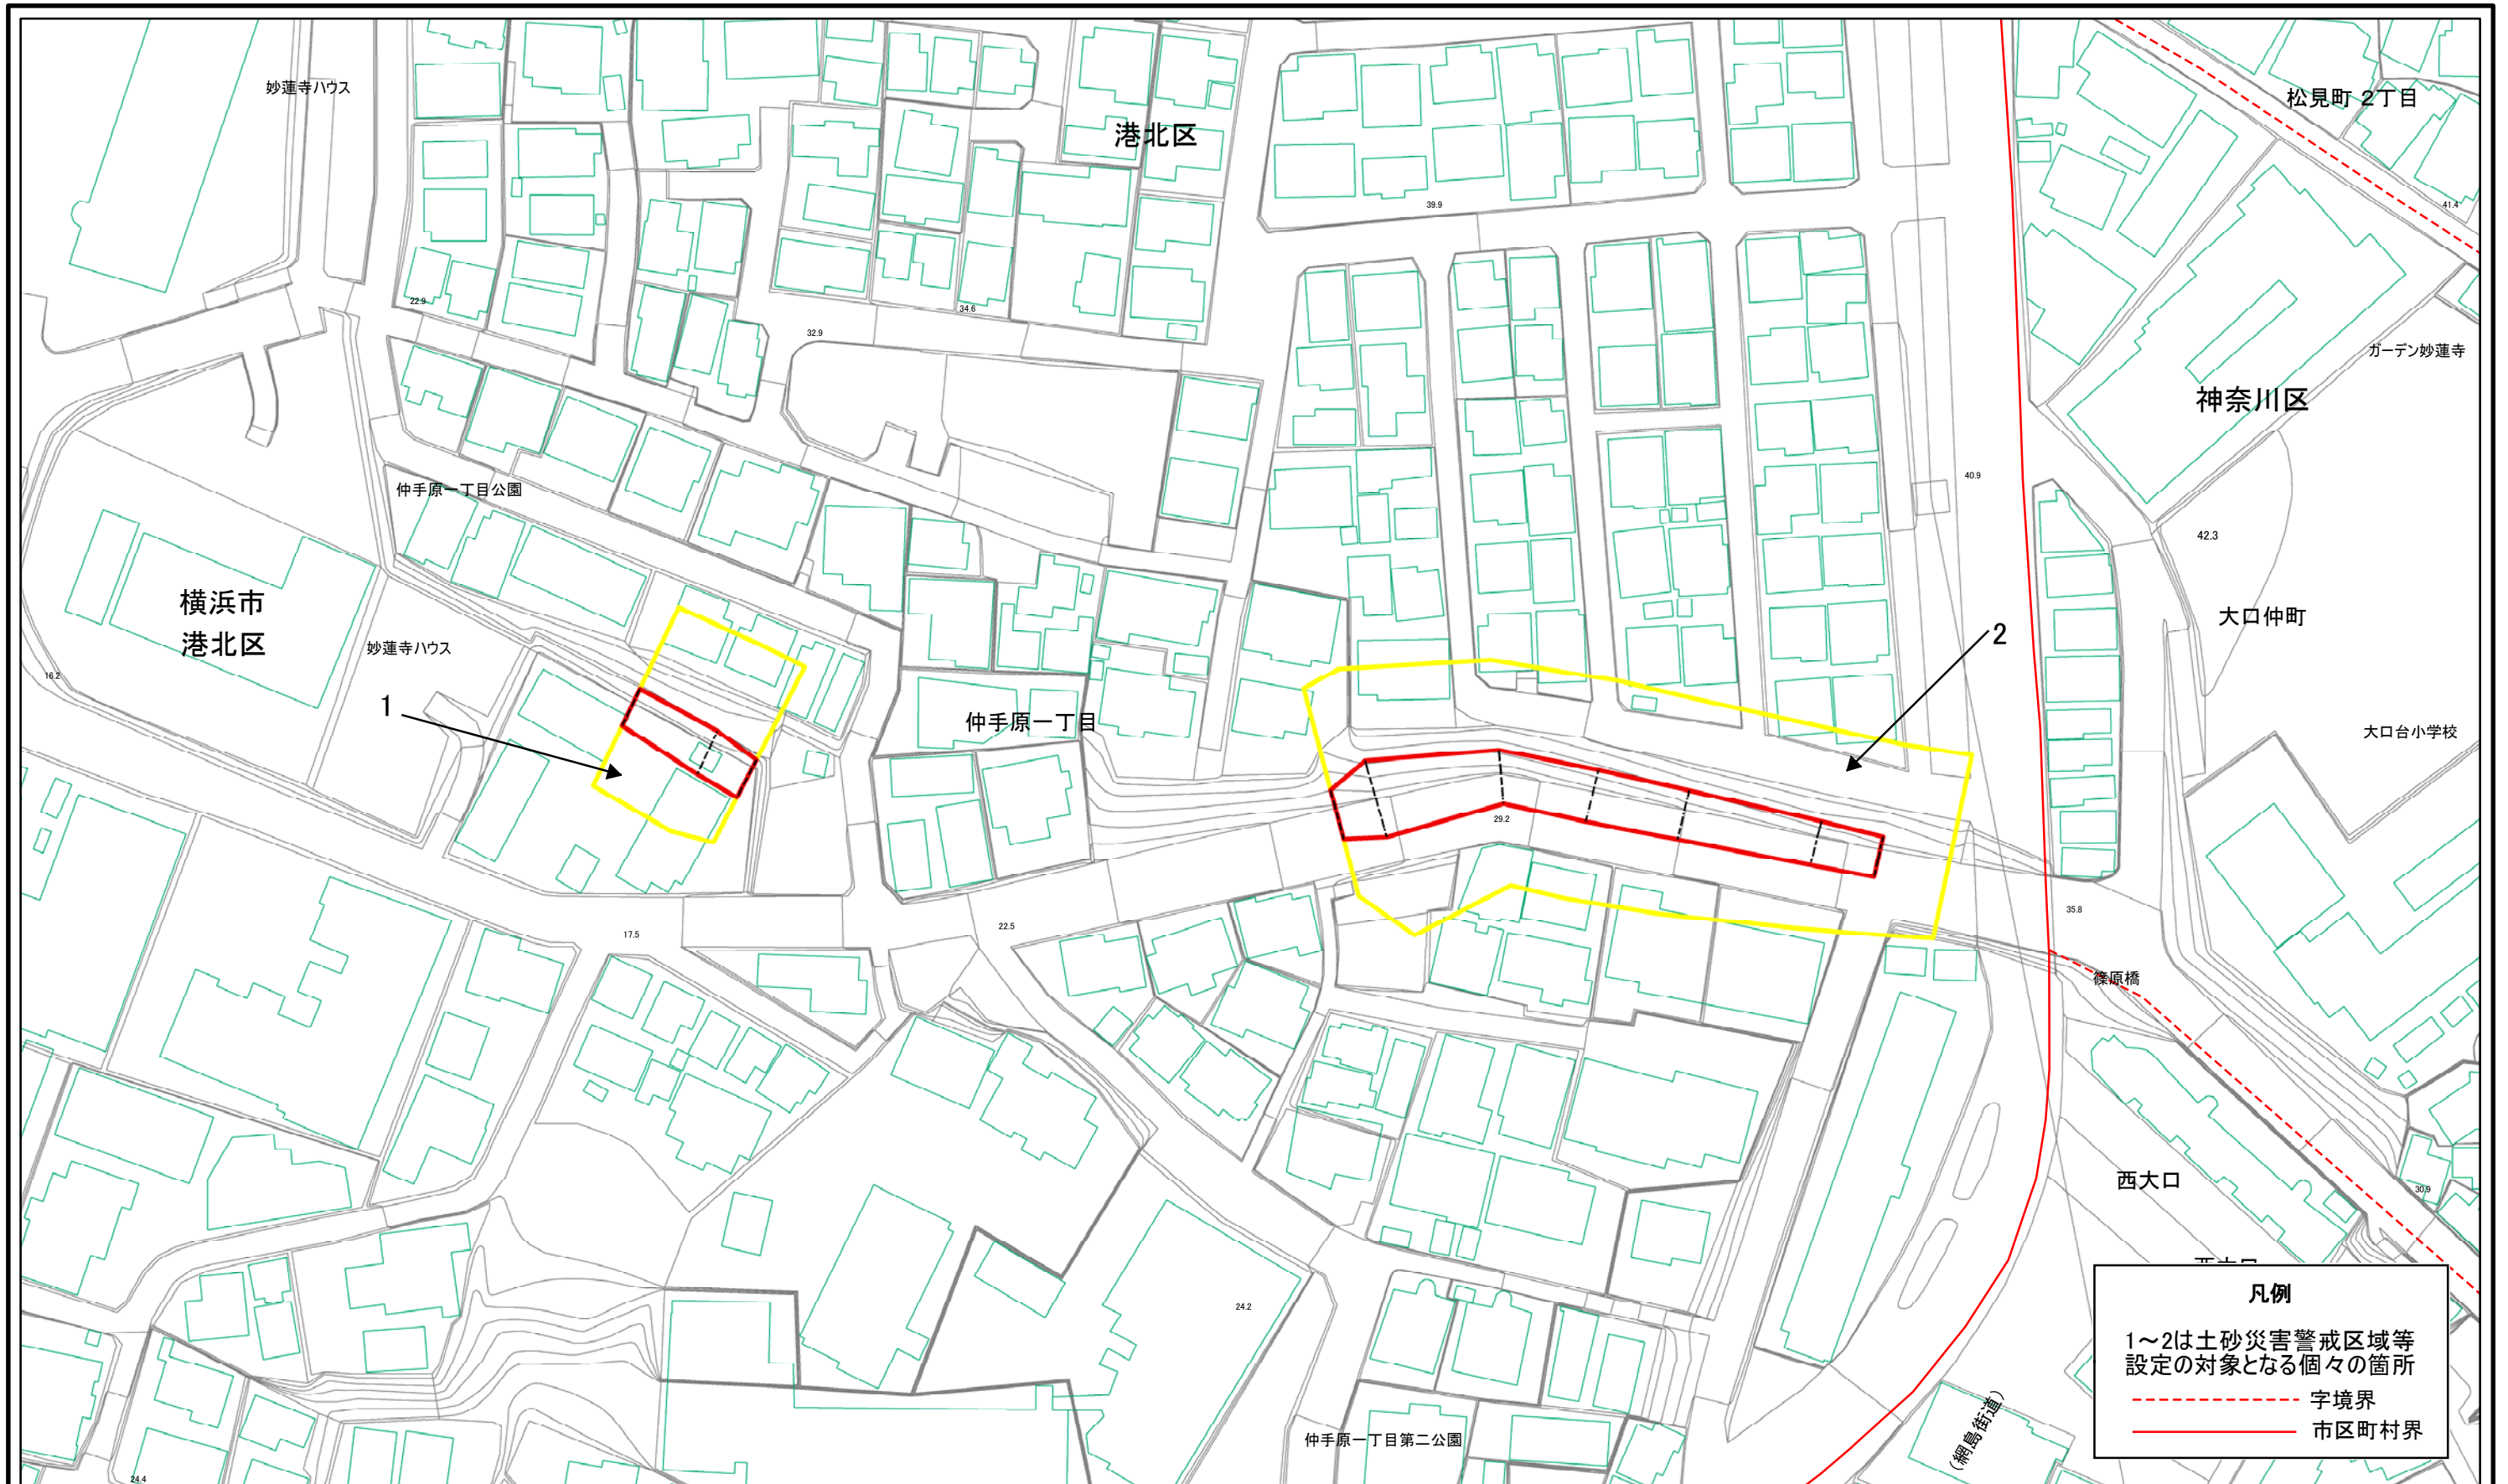 妙蓮寺ハウス
港北区
松見町 2丁目
39.9
41.4
22.9
34.6
32.9
ガーデン妙蓮寺
神奈川区
40.9
仲手原一丁目公園
42.3
横浜市
港北区
大口仲町
2
妙蓮寺ハウス
16.2
1
仲手原一丁目
大口台小学校
29.2
35.8
22.5
17.5
篠原橋
西大口
30.9
24.2
凡例
1～2は土砂災害警戒区域等
設定の対象となる個々の箇所
字境界
市区町村界
仲手原一丁目第二公園
(綱島街道)
24.4